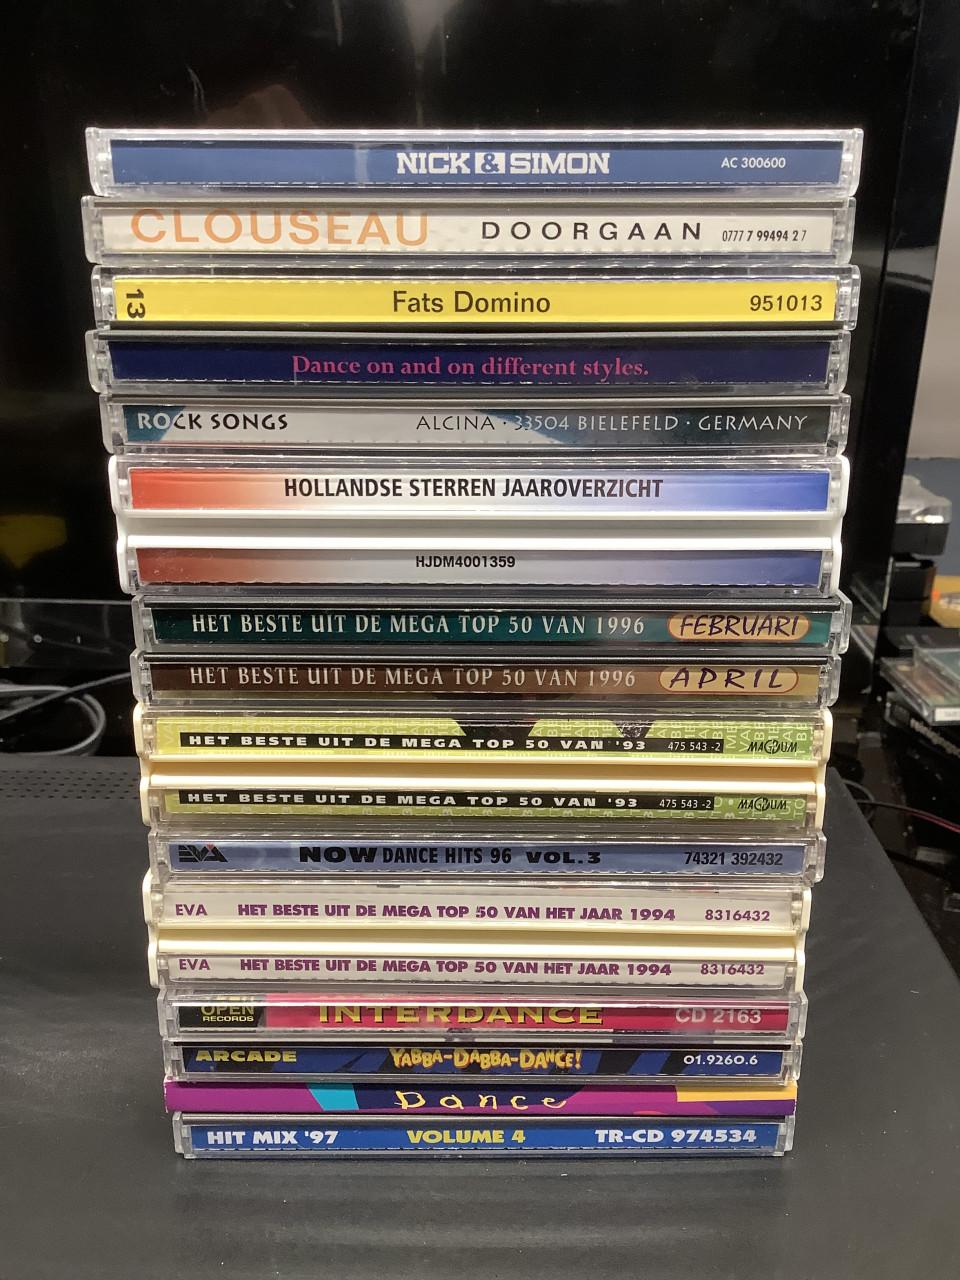 NICK & SIMON AC 300600
CLOUSEAU DOORGAAN 0777 7 99494 2 7
13 Fats Domino 951013
Dance on and on different styles.
ROCK SONGS ALCINA · 33504 BIELEFELD · GERMANY
HOLLANDSE STERREN JAAROVERZICHT
HJDM4001359
HET BESTE UIT DE MEGA TOP 50 VAN 1996 FEBRUARI
HET BESTE UIT DE MEGA TOP 50 VAN 1996 APRIL
HET BESTE UIT DE MEGA TOP 50 VAN '93 475 543 -2 MAGNUM
HET BESTE UIT DE MEGA TOP 50 VAN '93 475 543 -2 MAGNUM
EVA NOW DANCE HITS 96 VOL.3 74321 392432
EVA HET BESTE UIT DE MEGA TOP 50 VAN HET JAAR 1994 8316432
EVA HET BESTE UIT DE MEGA TOP 50 VAN HET JAAR 1994 8316432
OPEN RECORDS INTERDANCE CD 2163
ARCADE YABBA-DABBA-DANCE! 01.9260.6
Dance
HIT MIX '97 VOLUME 4 TR-CD 974534